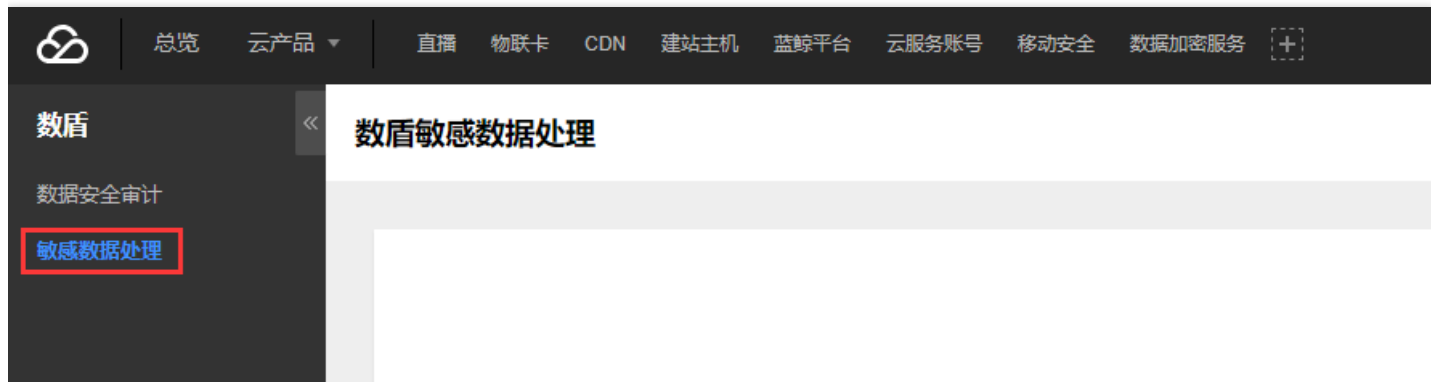 总览 云产品 直播 物联卡 CDN 建站主机 蓝鲸平台 云服务账号 移动安全 数据加密服务
数盾
数盾敏感数据处理
数据安全审计
敏感数据处理